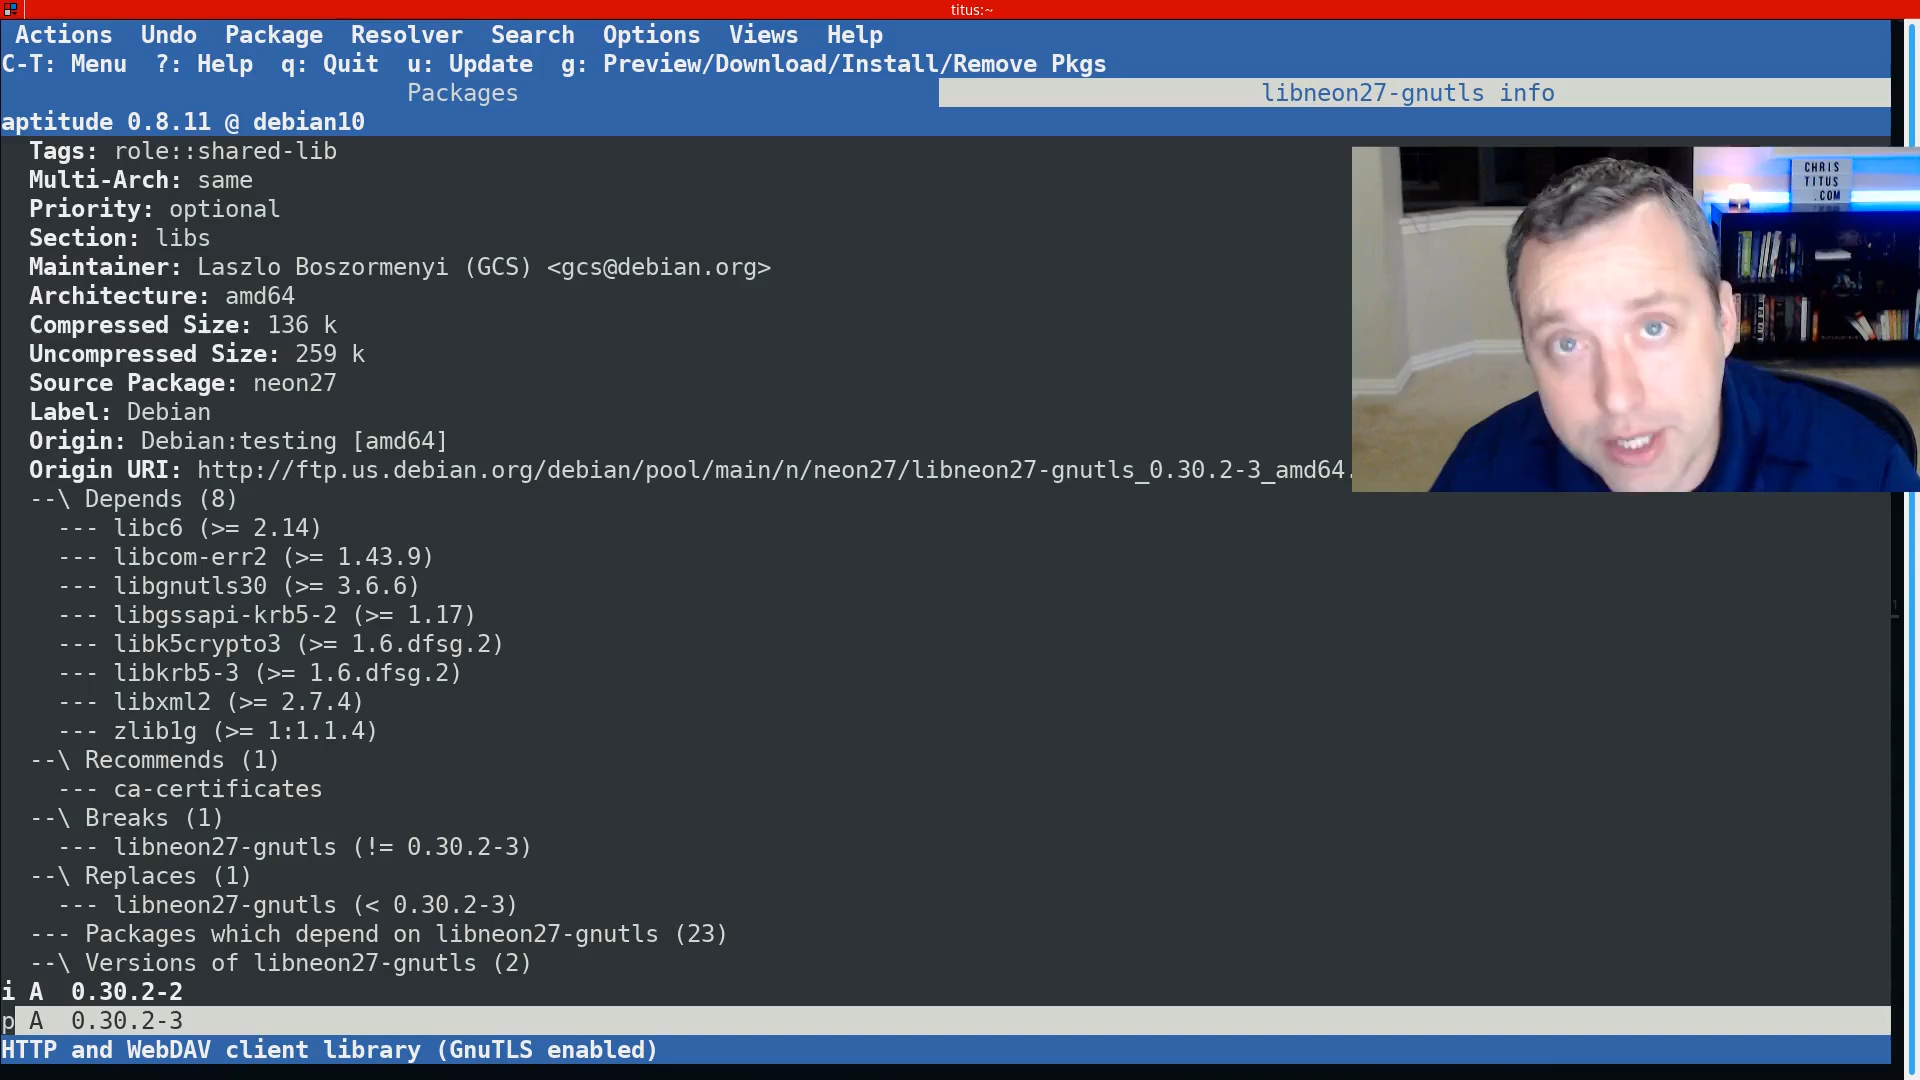 titus:~
Actions Undo Package Resolver Search Options Views Help
C-T: Menu ?: Help q: Quit u: Update g: Preview/Download/Install/Remove Pkgs
Packages libneon27-gnutls info
aptitude 0.8.11 @ debian10
Tags: role::shared-lib
Multi-Arch: same
Priority: optional
Section: libs
Maintainer: Laszlo Boszormenyi (GCS) <gcs@debian.org>
Architecture: amd64
Compressed Size: 136 k
Uncompressed Size: 259 k
Source Package: neon27
Label: Debian
Origin: Debian:testing [amd64]
Origin URI: http://ftp.us.debian.org/debian/pool/main/n/neon27/libneon27-gnutls_0.30.2-3_amd64.
--\ Depends (8)
--- libc6 (>= 2.14)
--- libcom-err2 (>= 1.43.9)
--- libgnutls30 (>= 3.6.6)
--- libgssapi-krb5-2 (>= 1.17)
--- libk5crypto3 (>= 1.6.dfsg.2)
--- libkrb5-3 (>= 1.6.dfsg.2)
--- libxml2 (>= 2.7.4)
--- zlib1g (>= 1:1.1.4)
--\ Recommends (1)
--- ca-certificates
--\ Breaks (1)
--- libneon27-gnutls (!= 0.30.2-3)
--\ Replaces (1)
--- libneon27-gnutls (< 0.30.2-3)
--- Packages which depend on libneon27-gnutls (23)
--\ Versions of libneon27-gnutls (2)
i A 0.30.2-2
p A 0.30.2-3
HTTP and WebDAV client library (GnuTLS enabled)
CHRIS
TITUS
.COM